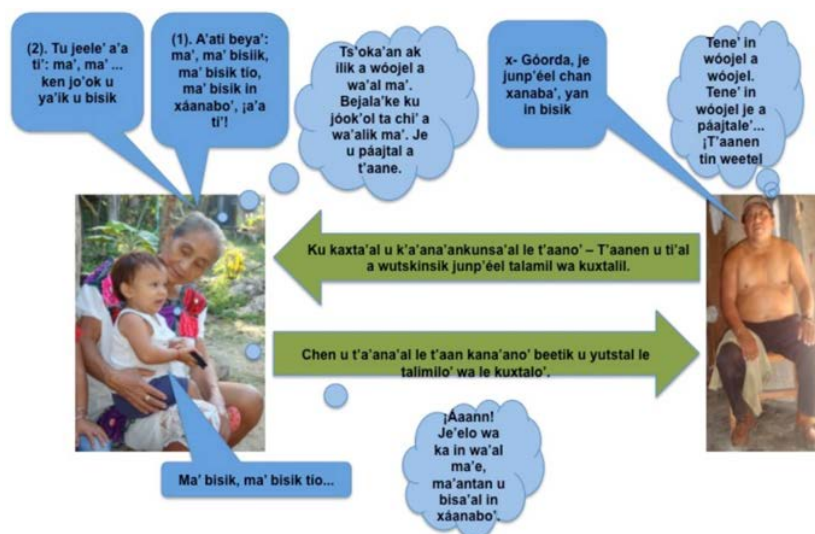 (2). Tu jeele' a'a
ti': ma', ma' ...
ken jo'ok u
ya'ik u bisik
(1). A'ati beya':
ma', ma' bisiik,
ma' bisik tío,
ma' bisik in
xáanabo', ¡a'a
ti'!
Ts'oka'an ak
ilik a wóojel a
wa'al ma'.
Bejala'ke ku
jóok'ol ta chi' a
wa'alik ma'. Je
u páajtal a
t'aane.
x- Góorda, je
junp'éel chan
xanaba', yan
in bisik
Tene' in
wóojel a
wóojel.
Tene' in
wóojel je a
páajtale'...
¡T'aanen
tin weetel
Ku kaxta'al u k'a'ana'ankunsa'al le t'aano' – T'aanen u ti'al
a wutskinsik junp'éel talamil wa kuxtalil.
Chen u t'a'ana'al le t'aan kana'ano' beetik u yutstal le
talimilo' wa le kuxtalo'.
¡Áaann!
Je'elo wa
ka in wa'al
ma'e,
ma'antan u
bisa'al in
xáanabo'.
Ma' bisik, ma' bisik tío...